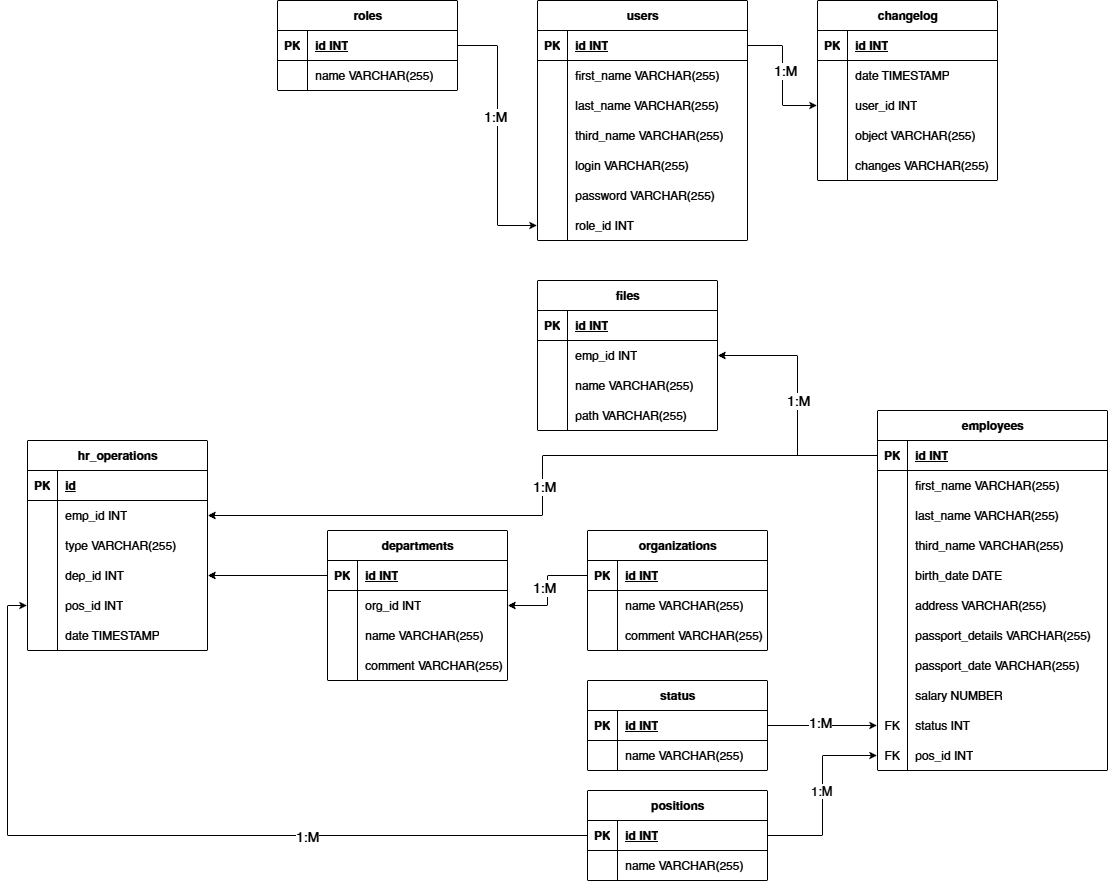 roles
PK id INT
name VARCHAR(255)
1:M
users
PK id INT
first_name VARCHAR(255)
last_name VARCHAR(255)
third_name VARCHAR(255)
login VARCHAR(255)
password VARCHAR(255)
role_id INT
1:M
changelog
PK id INT
date TIMESTAMP
user_id INT
object VARCHAR(255)
changes VARCHAR(255)
files
PK id INT
emp_id INT
name VARCHAR(255)
path VARCHAR(255)
1:M
employees
PK id INT
first_name VARCHAR(255)
last_name VARCHAR(255)
third_name VARCHAR(255)
birth_date DATE
address VARCHAR(255)
passport_details VARCHAR(255)
passport_date VARCHAR(255)
salary NUMBER
FK status INT
FK pos_id INT
hr_operations
PK id
emp_id INT
type VARCHAR(255)
dep_id INT
pos_id INT
date TIMESTAMP
1:M
departments
PK id INT
org_id INT
name VARCHAR(255)
comment VARCHAR(255)
1:M
organizations
PK id INT
name VARCHAR(255)
comment VARCHAR(255)
status
PK id INT
name VARCHAR(255)
1:M
positions
PK id INT
name VARCHAR(255)
1:M
1:M